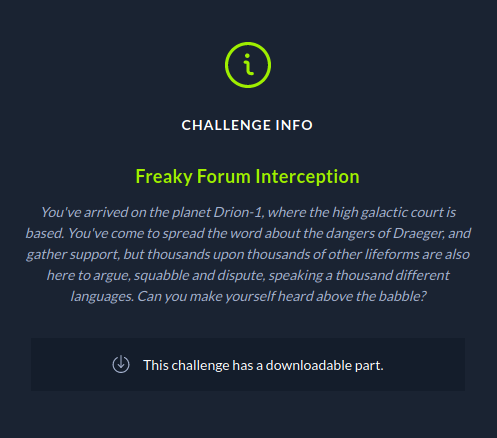 CHALLENGE INFO
Freaky Forum Interception
You've arrived on the planet Drion-1, where the high galactic court is
based. You've come to spread the word about the dangers of Draeger, and
gather support, but thousands upon thousands of other lifeforms are also
here to argue, squabble and dispute, speaking a thousand different
languages. Can you make yourself heard above the babble?
This challenge has a downloadable part.